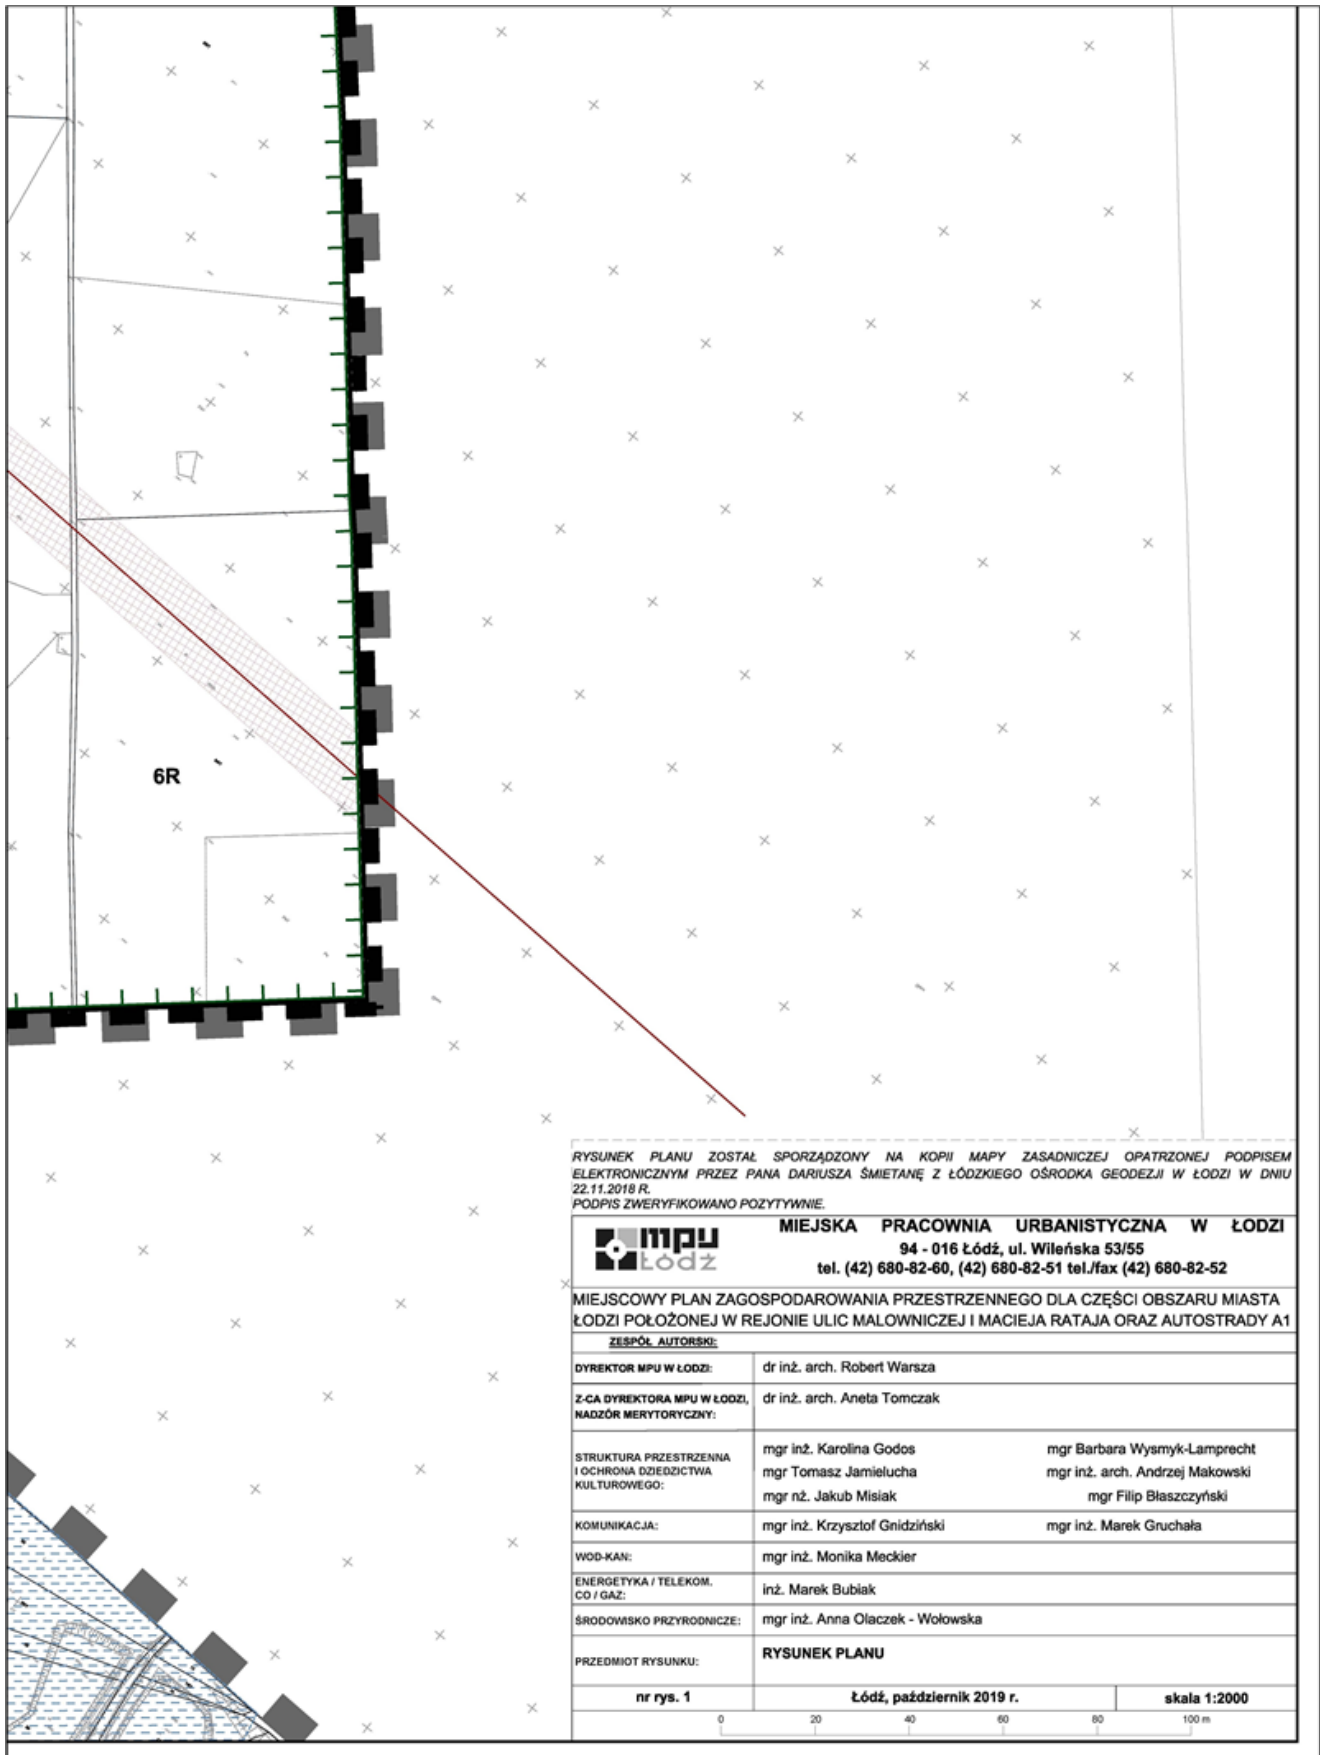 6R
RYSUNEK PLANU ZOSTAŁ SPORZĄDZONY NA KOPII MAPY ZASADNICZEJ OPATRZONEJ PODPISEM
ELEKTRONICZNYM PRZEZ PANA DARIUSZA ŚMIETANĘ Z ŁÓDZKIEGO OŚRODKA GEODEZJI W ŁODZI W DNIU
22.11.2018 R.
PODPIS ZWERYFIKOWANO POZYTYWNIE.
mpu
Łódź
MIEJSKA PRACOWNIA URBANISTYCZNA W ŁODZI
94 - 016 Łódź, ul. Wileńska 53/55
tel. (42) 680-82-60, (42) 680-82-51 tel./fax (42) 680-82-52
MIEJSCOWY PLAN ZAGOSPODAROWANIA PRZESTRZENNEGO DLA CZĘŚCI OBSZARU MIASTA
ŁODZI POŁOŻONEJ W REJONIE ULIC MALOWNICZEJ I MACIEJA RATAJA ORAZ AUTOSTRADY A1
ZESPÓŁ AUTORSKI:
DYREKTOR MPU W ŁODZI: dr inż. arch. Robert Warsza
Z-CA DYREKTORA MPU W ŁODZI, dr inż. arch. Aneta Tomczak
NADZÓR MERYTORYCZNY:
STRUKTURA PRZESTRZENNA
I OCHRONA DZIEDZICTWA
KULTUROWEGO:
mgr inż. Karolina Godos mgr Barbara Wysmyk-Lamprecht
mgr Tomasz Jamielucha mgr inż. arch. Andrzej Makowski
mgr nż. Jakub Misiak mgr Filip Błaszczyński
KOMUNIKACJA: mgr inż. Krzysztof Gnidziński mgr inż. Marek Gruchała
WOD-KAN: mgr inż. Monika Meckier
ENERGETYKA / TELEKOM.
CO / GAZ: inż. Marek Bubiak
ŚRODOWISKO PRZYRODNICZE: mgr inż. Anna Olaczek - Wołowska
PRZEDMIOT RYSUNKU: RYSUNEK PLANU
nr rys. 1 Łódź, październik 2019 r. skala 1:2000
0 20 40 60 80 100 m